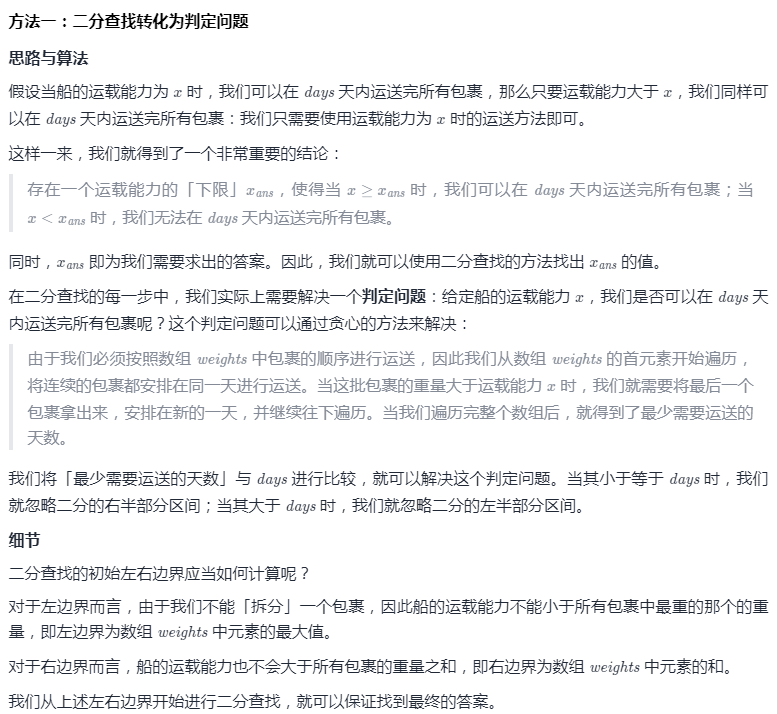 方法一：二分查找转化为判定问题
思路与算法
假设当船的运载能力为 x 时，我们可以在 days 天内运送完所有包裹，那么只要运载能力大于 x，我们同样可
以在 days 天内运送完所有包裹：我们只需要使用运载能力为 x 时的运送方法即可。
这样一来，我们就得到了一个非常重要的结论：
存在一个运载能力的「下限」x_ans，使得当 x ≥ x_ans 时，我们可以在 days 天内运送完所有包裹；当
x < x_ans 时，我们无法在 days 天内运送完所有包裹。
同时，x_ans 即为我们需要求出的答案。因此，我们就可以使用二分查找的方法找出 x_ans 的值。
在二分查找的每一步中，我们实际上需要解决一个判定问题：给定船的运载能力 x，我们是否可以在 days 天
内运送完所有包裹呢？这个判定问题可以通过贪心的方法来解决：
由于我们必须按照数组 weights 中包裹的顺序进行运送，因此我们从数组 weights 的首元素开始遍历，
将连续的包裹都安排在同一天进行运送。当这批包裹的重量大于运载能力 x 时，我们就需要将最后一个
包裹拿出来，安排在新的一天，并继续往下遍历。当我们遍历完整个数组后，就得到了最少需要运送的
天数。
我们将「最少需要运送的天数」与 days 进行比较，就可以解决这个判定问题。当其小于等于 days 时，我们
就忽略二分的右半部分区间；当其大于 days 时，我们就忽略二分的左半部分区间。
细节
二分查找的初始左右边界应当如何计算呢？
对于左边界而言，由于我们不能「拆分」一个包裹，因此船的运载能力不能小于所有包裹中最重的那个的重
量，即左边界为数组 weights 中元素的最大值。
对于右边界而言，船的运载能力也不会大于所有包裹的重量之和，即右边界为数组 weights 中元素的和。
我们从上述左右边界开始进行二分查找，就可以保证找到最终的答案。